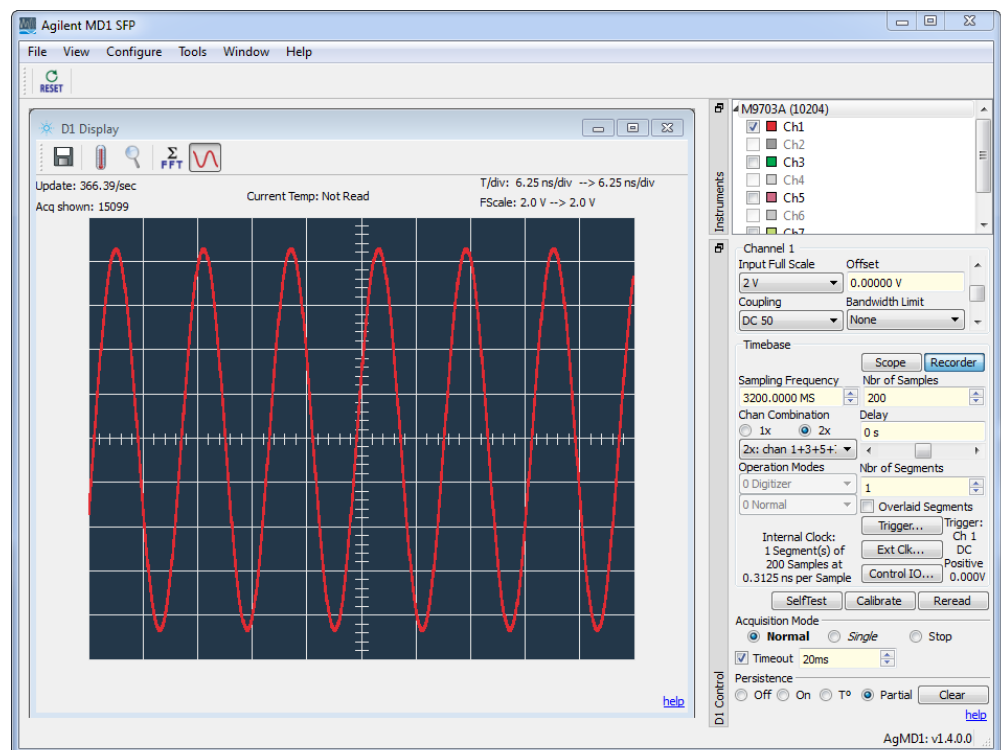 Agilent MD1 SFP
File View Configure Tools Window Help
RESET
D1 Display
Σ
FFT
Update: 366.39/sec
Current Temp: Not Read
T/div: 6.25 ns/div --> 6.25 ns/div
Acq shown: 15099
FScale: 2.0 V --> 2.0 V
help
Instruments
M9703A (10204)
Ch1
Ch2
Ch3
Ch4
Ch5
Ch6
Ch7
D1 Control
Channel 1
Input Full Scale Offset
2 V 0.00000 V
Coupling Bandwidth Limit
DC 50 None
Timebase
Scope Recorder
Sampling Frequency Nbr of Samples
3200.0000 MS 200
Chan Combination Delay
1x 2x 0 s
2x: chan 1+3+5+
Operation Modes Nbr of Segments
0 Digitizer 1
0 Normal Overlaid Segments
Internal Clock:
1 Segment(s) of
200 Samples at
0.3125 ns per Sample
Trigger...
Ext Clk...
Control IO...
Trigger:
Ch 1
DC
Positive
0.000V
SelfTest Calibrate Reread
Acquisition Mode
Normal Single Stop
Timeout 20ms
Persistence
Off On Tº Partial Clear
help
AgMD1: v1.4.0.0